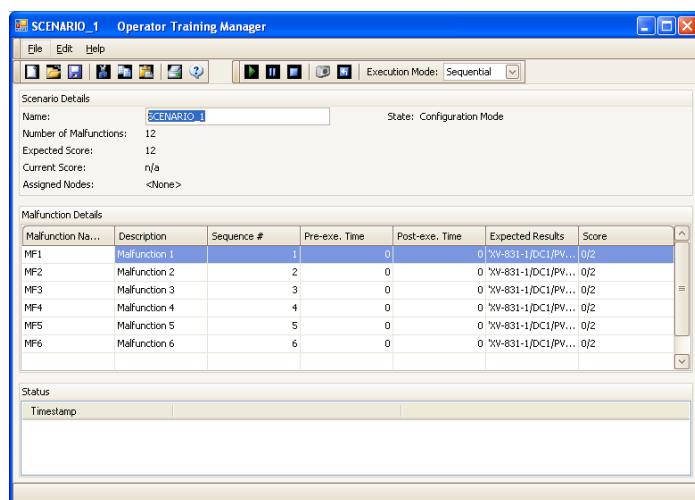 SCENARIO_1 Operator Training Manager
File Edit Help
Execution Mode: Sequential
Scenario Details
Name: SCENARIO_1 State: Configuration Mode
Number of Malfunctions: 12
Expected Score: 12
Current Score: n/a
Assigned Nodes: <None>
Malfunction Details
Malfunction Na... Description Sequence # Pre-exe. Time Post-exe. Time Expected Results Score
MF1 Malfunction 1 1 0 0 'XV-831-1/DC1/PV... 0/2
MF2 Malfunction 2 2 0 0 'XV-831-1/DC1/PV... 0/2
MF3 Malfunction 3 3 0 0 'XV-831-1/DC1/PV... 0/2
MF4 Malfunction 4 4 0 0 'XV-831-1/DC1/PV... 0/2
MF5 Malfunction 5 5 0 0 'XV-831-1/DC1/PV... 0/2
MF6 Malfunction 6 6 0 0 'XV-831-1/DC1/PV... 0/2
Status
Timestamp